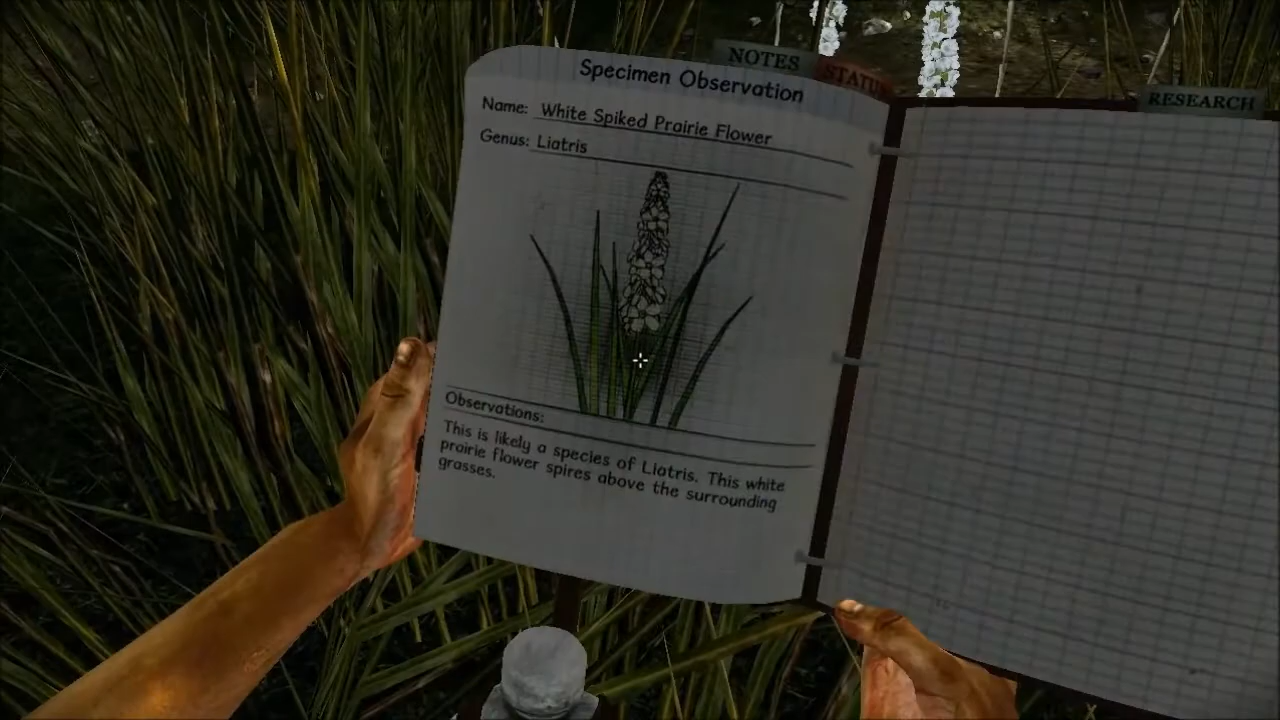 NOTES
STATUS
RESEARCH
Specimen Observation
Name: White Spiked Prairie Flower
Genus: Liatris
Observations:
This is likely a species of Liatris. This white
prairie flower spires above the surrounding
grasses.